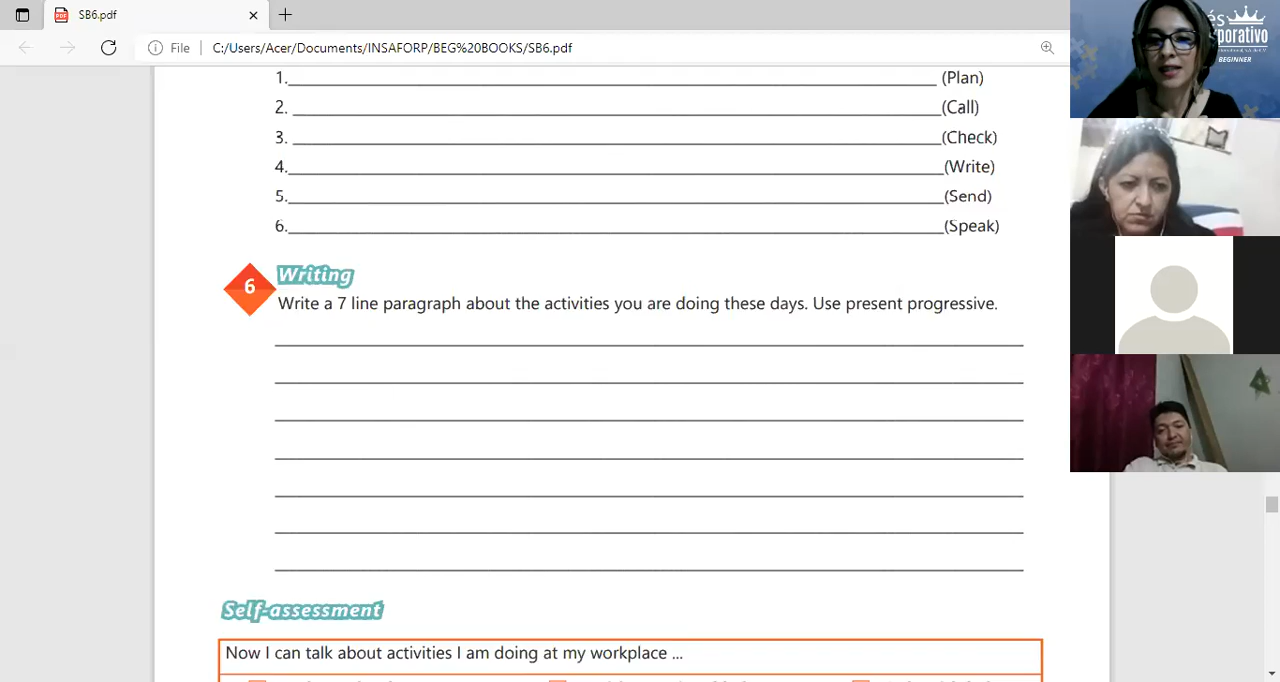 SB6.pdf
File
C:/Users/Acer/Documents/INSAFORP/BEG%20BOOKS/SB6.pdf
és
porativo
BEGINNER
1. (Plan)
2. (Call)
3. (Check)
4. (Write)
5. (Send)
6. (Speak)
6 Writing
Write a 7 line paragraph about the activities you are doing these days. Use present progressive.
Self-assessment
Now I can talk about activities I am doing at my workplace ...